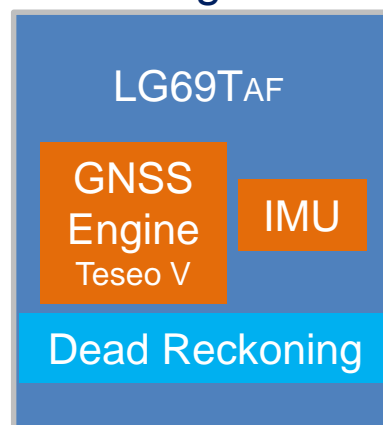 LG69TAF
GNSS
Engine
Teseo V
IMU
Dead Reckoning